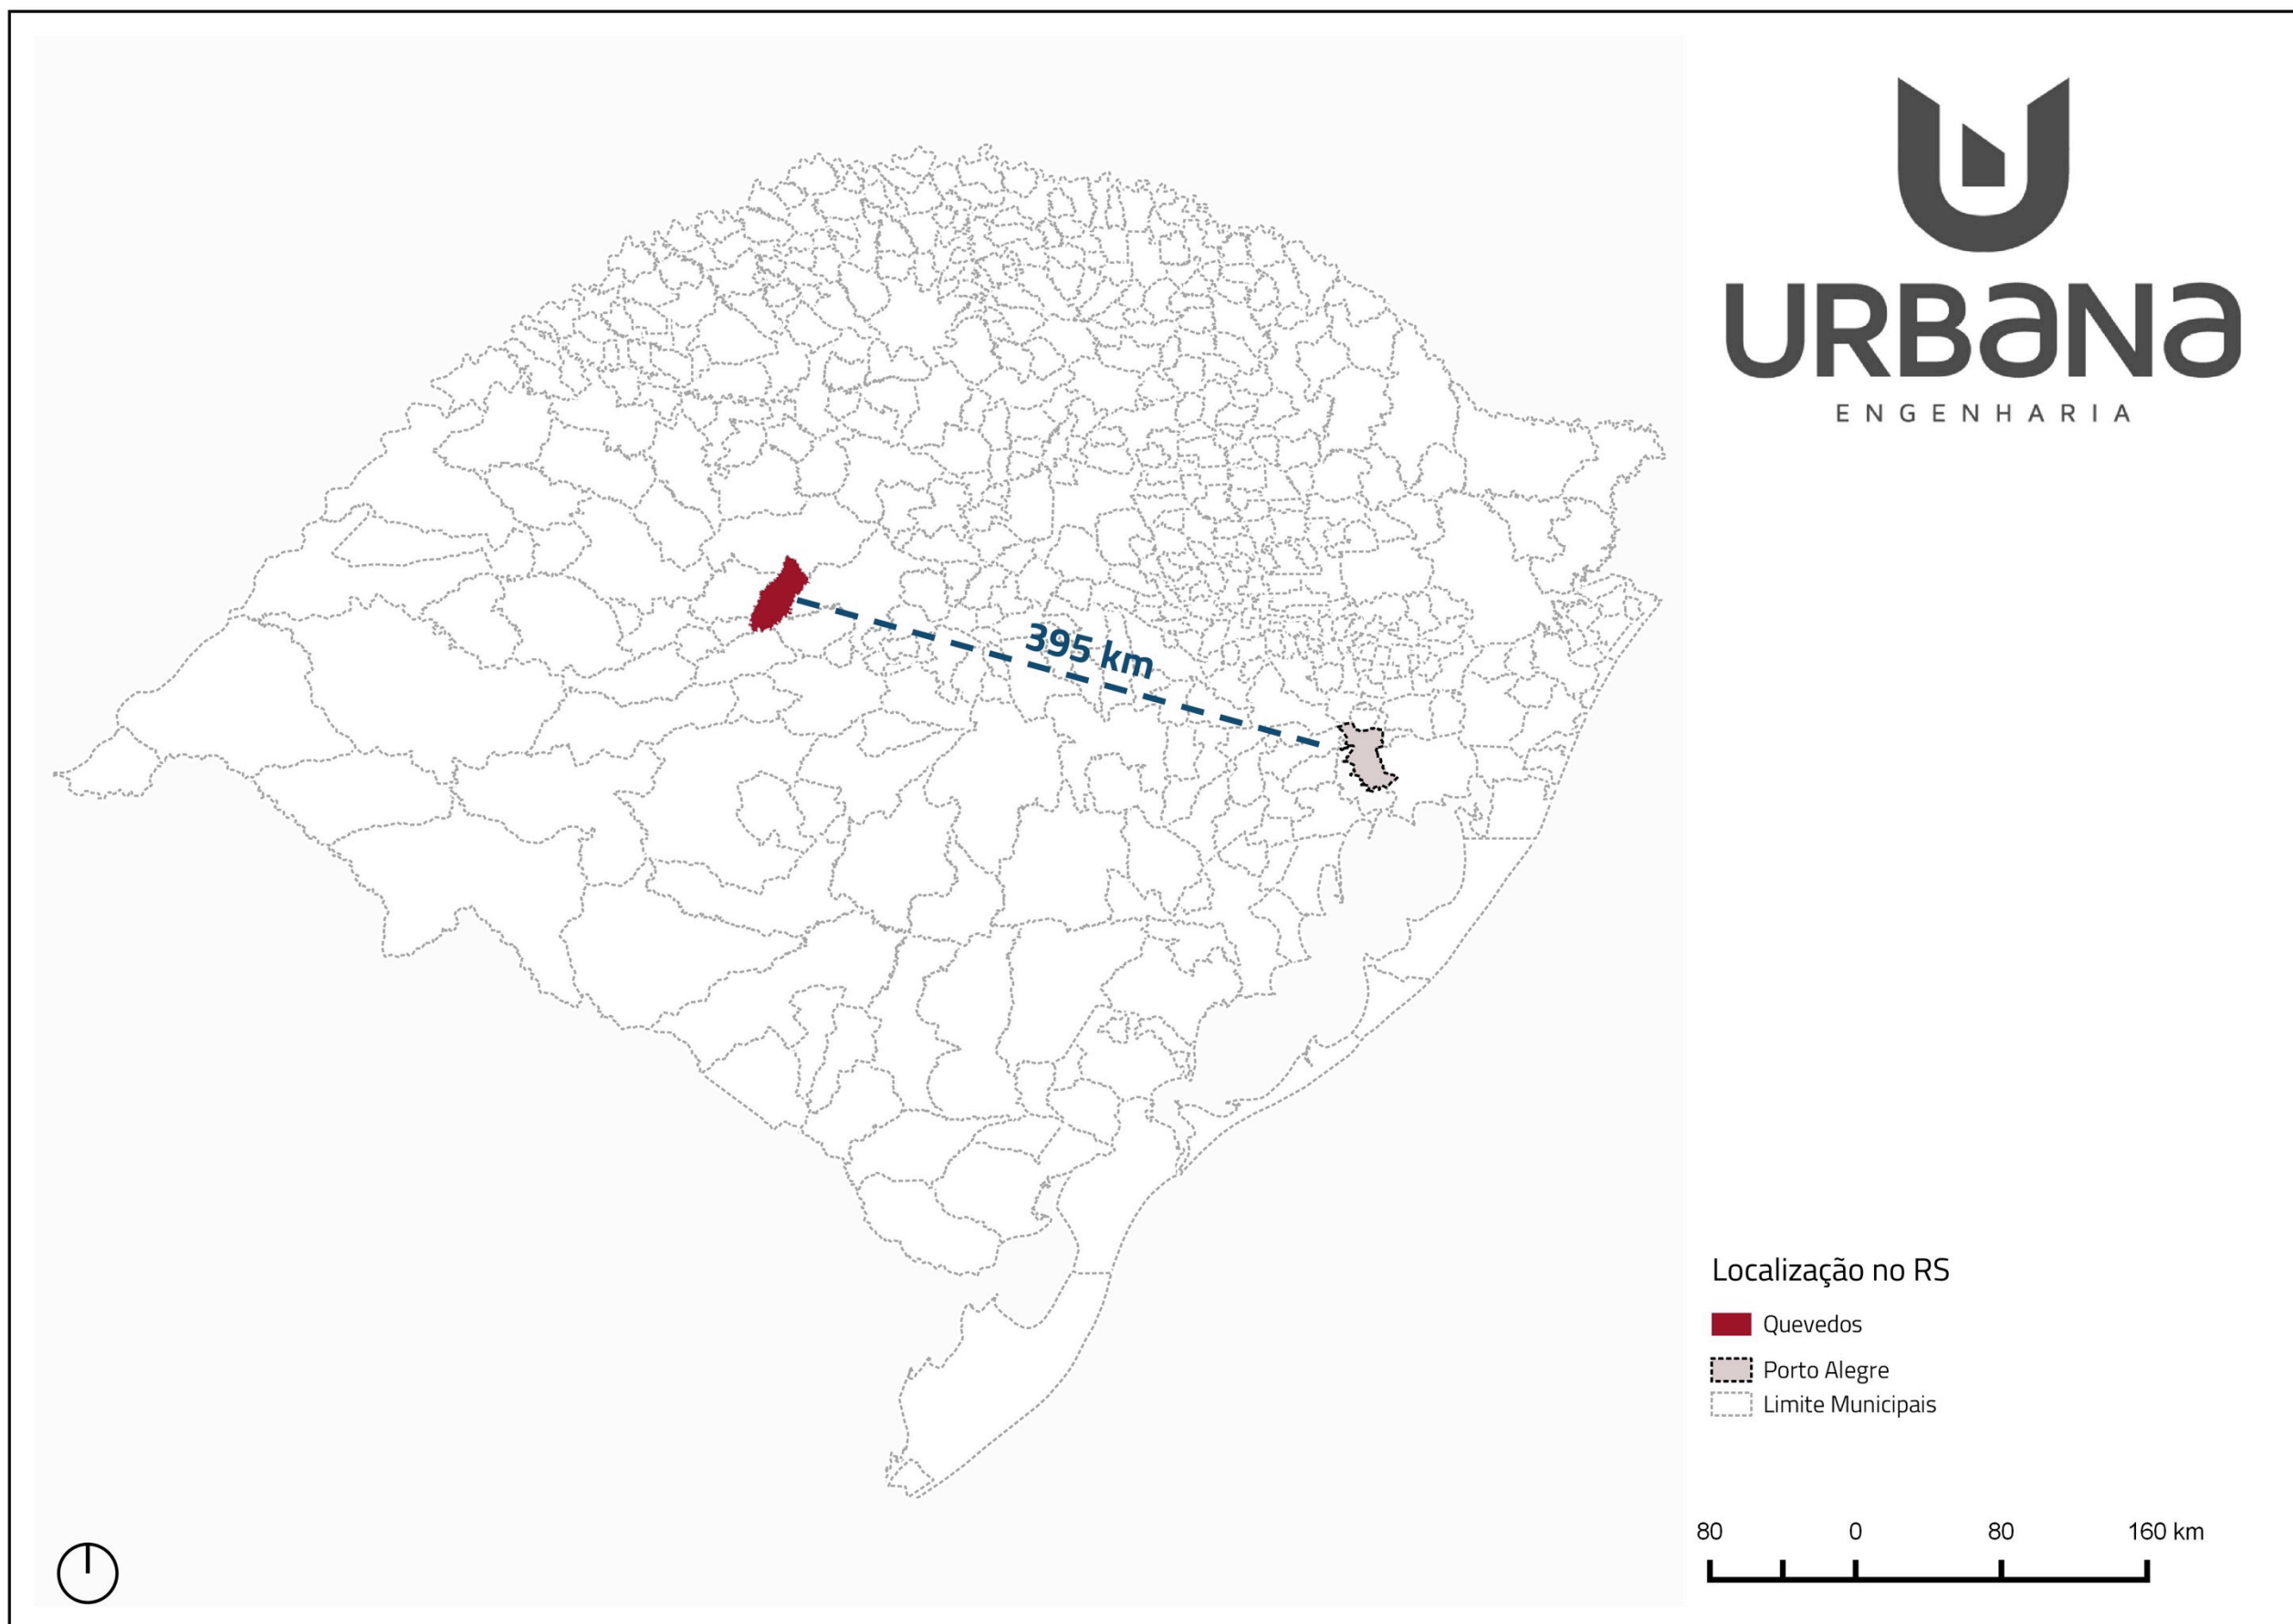 URBANA
ENGENHARIA
395 km
Localização no RS
Quevedos
Porto Alegre
Limite Municipais
80 0 80 160 km